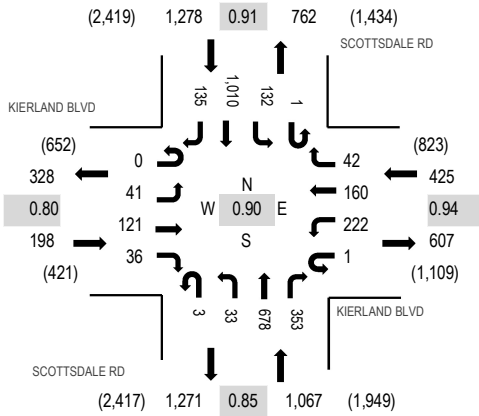 (2,419) 1,278 0.91 762 (1,434)
SCOTTSDALE RD
135 1,010 132 1
KIERLAND BLVD
(652) (823)
0 42
328 425
41 160
N
0.80 W 0.90 E 0.94
121 222
S
198 607
36 1
(421) (1,109)
3 33 678 353
KIERLAND BLVD
SCOTTSDALE RD
(2,417) 1,271 0.85 1,067 (1,949)